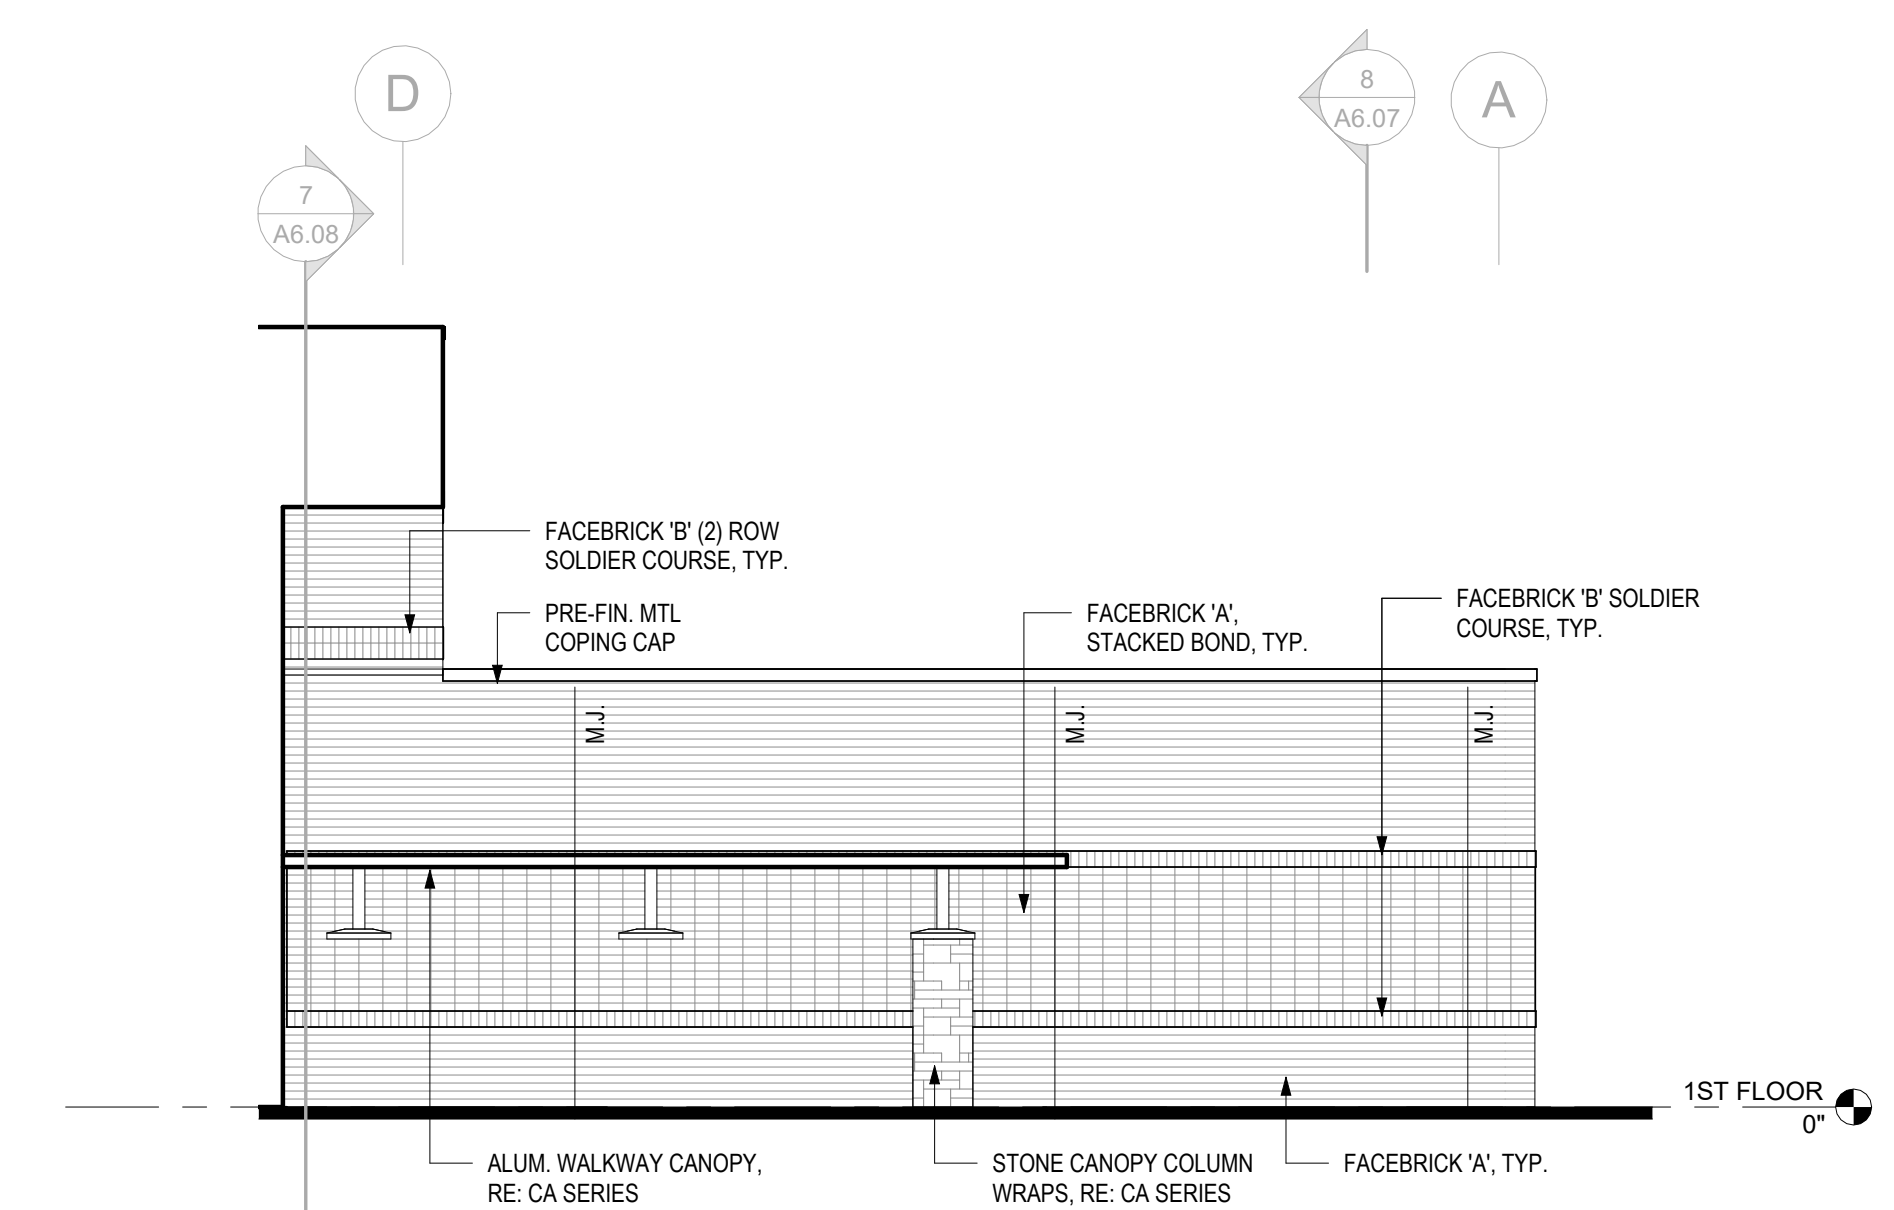 D
8
A6.07
A
7
A6.08
FACEBRICK 'B' (2) ROW
SOLDIER COURSE, TYP.
PRE-FIN. MTL
COPING CAP
FACEBRICK 'A',
STACKED BOND, TYP.
FACEBRICK 'B' SOLDIER
COURSE, TYP.
M.J.
M.J.
M.J.
1ST FLOOR
0"
ALUM. WALKWAY CANOPY,
RE: CA SERIES
STONE CANOPY COLUMN
WRAPS, RE: CA SERIES
FACEBRICK 'A', TYP.